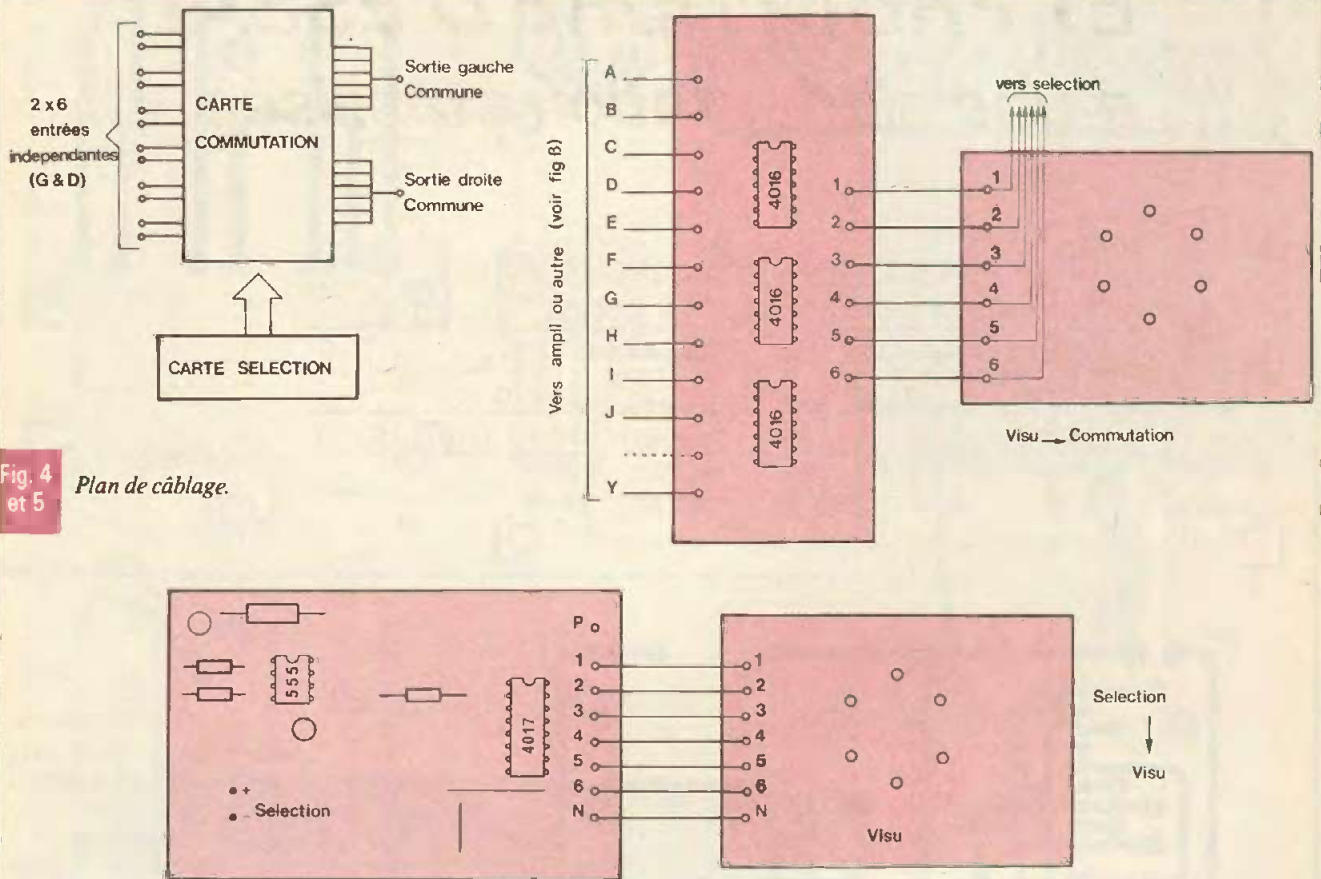 2 x 6
entrées
independantes
(G & D)
CARTE
COMMUTATION
Sortie gauche
Commune
Sortie droite
Commune
CARTE SELECTION
Fig. 4
et 5
Plan de câblage.
Vers ampli ou autre (voir fig 8)
A
B
C
D
E
F
G
H
I
J
Y
4016
4016
4016
1
2
3
4
5
6
vers selection
1
2
3
4
5
6
Visu → Commutation
555
4017
+
- Selection
P
1
2
3
4
5
6
N
1
2
3
4
5
6
N
Visu
Selection
↓
Visu